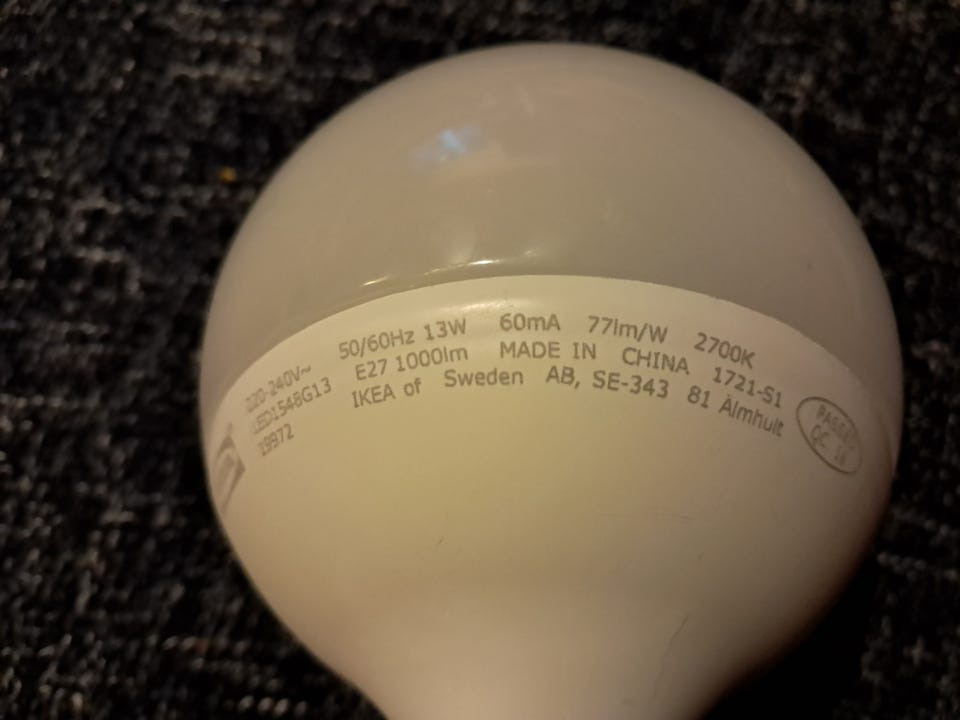 220-240V~ 50/60Hz 13W 60mA 77lm/W 2700K
LED1548G13 E27 1000lm MADE IN CHINA 1721-S1
19972 IKEA of Sweden AB, SE-343 81 Älmhult
PASSED
QC